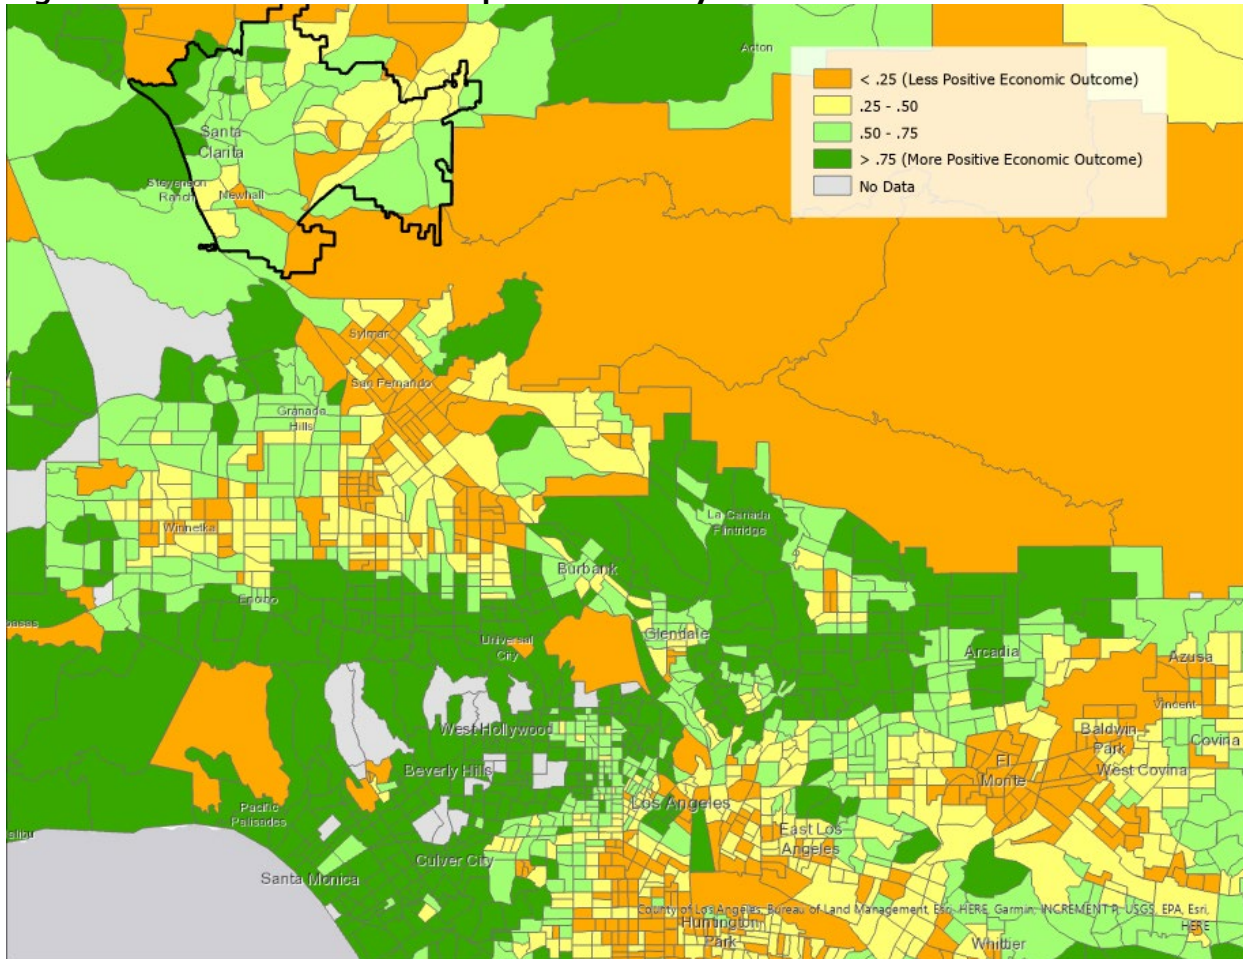 Acton
< .25 (Less Positive Economic Outcome)
.25 - .50
.50 - .75
> .75 (More Positive Economic Outcome)
No Data
Santa
Clarita
Stevenson
Ranch
Newhall
Sylmar
San Fernando
Granada
Hills
Winnetka
La Canada
Flintridge
Burbank
Encino
basas
Universal
City
Glendale
Arcadia
Azusa
Vincent
West Hollywood
Baldwin
Park
Covina
Beverly Hills
El
Monte
West Covina
Pacific
Palisades
Los Angeles
alibu
East Los
Angeles
Culver City
Santa Monica
County of Los Angeles, Bureau of Land Management, Esri, HERE, Garmin, INCREMENT P, USGS, EPA, Esri,
HERE
Huntington
Park
Whittier